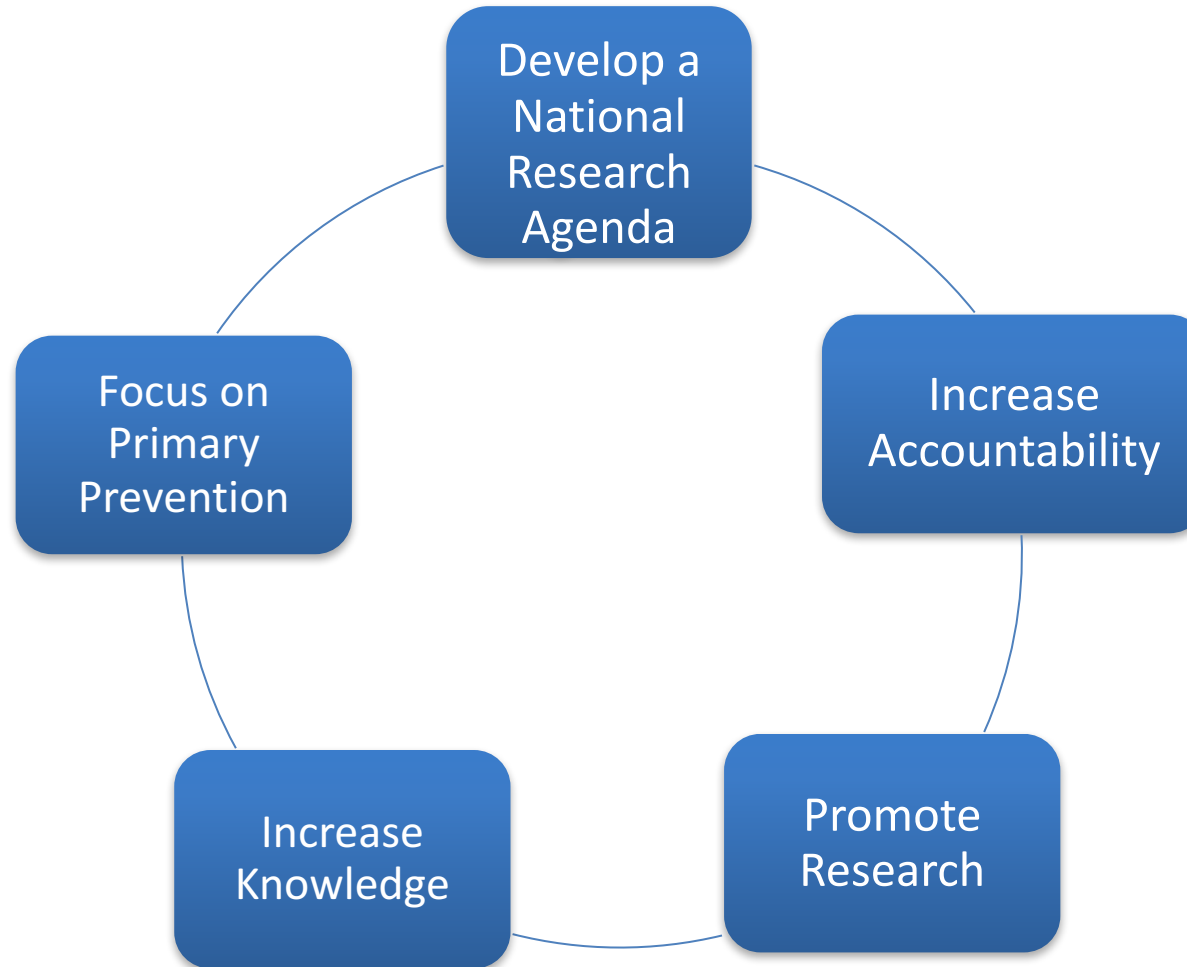 Develop a
National
Research
Agenda
Increase
Accountability
Promote
Research
Increase
Knowledge
Focus on
Primary
Prevention